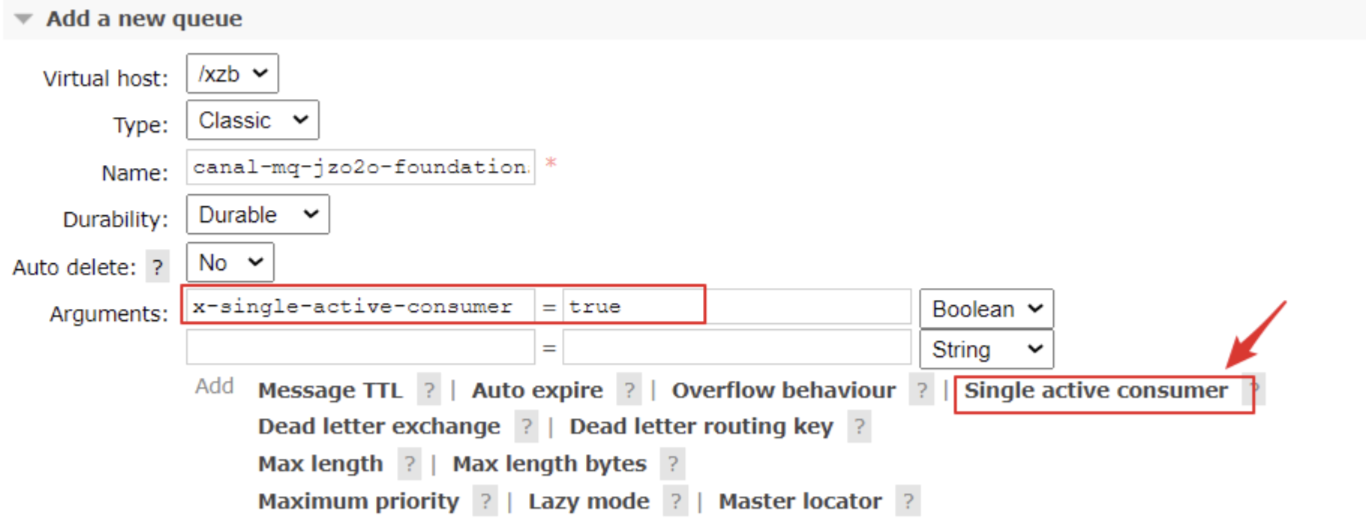 Add a new queue
Virtual host: /xzb
Type: Classic
Name: canal-mq-jzo2o-foundation. *
Durability: Durable
Auto delete: ? No
Arguments: x-single-active-consumer = true Boolean
= String
Add Message TTL ? | Auto expire ? | Overflow behaviour ? | Single active consumer ?
Dead letter exchange ? | Dead letter routing key ?
Max length ? | Max length bytes ?
Maximum priority ? | Lazy mode ? | Master locator ?